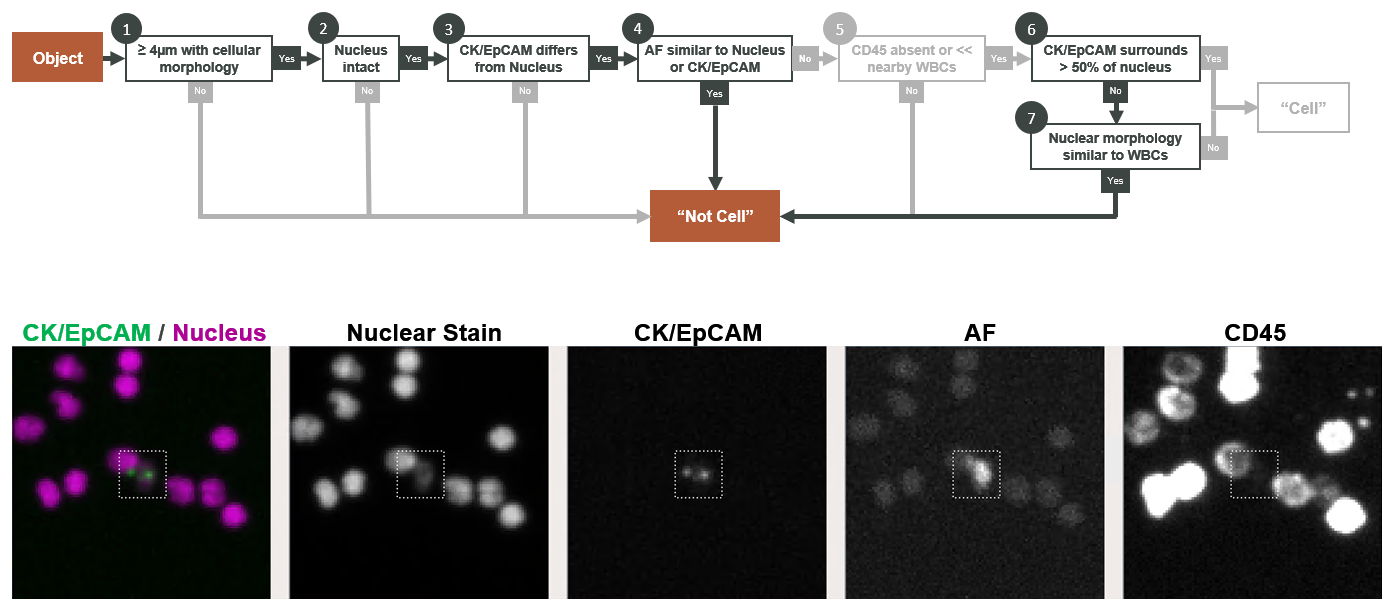 Object
1
≥ 4µm with cellular
morphology
Yes
No
2
Nucleus
intact
Yes
No
3
CK/EpCAM differs
from Nucleus
Yes
No
4
AF similar to Nucleus
or CK/EpCAM
No
Yes
5
CD45 absent or <<
nearby WBCs
Yes
No
6
CK/EpCAM surrounds
> 50% of nucleus
Yes
No
7
Nuclear morphology
similar to WBCs
No
Yes
“Cell”
“Not Cell”
CK/EpCAM / Nucleus
Nuclear Stain
CK/EpCAM
AF
CD45